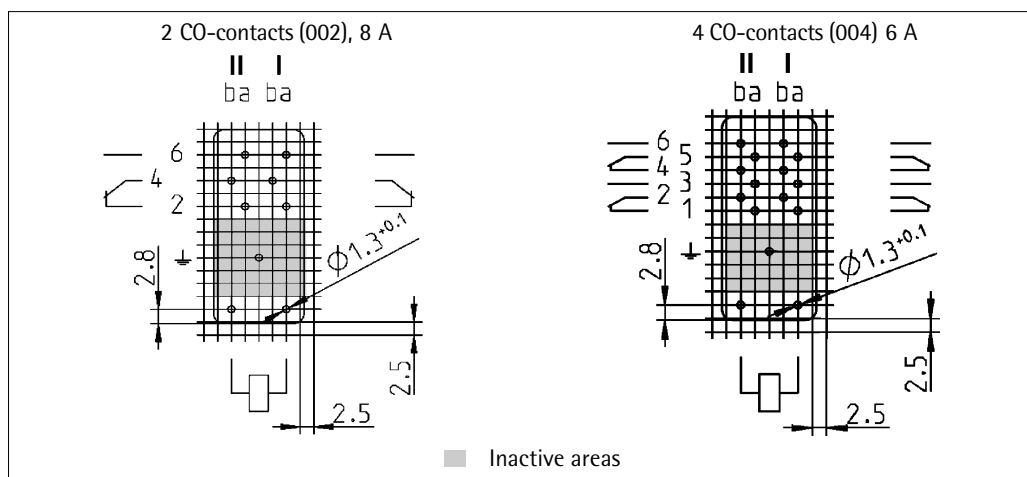 2 CO-contacts (002), 8 A
II I
ba ba
6
4
2
2.8
Ø1.3+0.1
2.5
2.5
4 CO-contacts (004) 6 A
II I
ba ba
6
5
4
3
2
1
2.8
Ø1.3+0.1
2.5
2.5
Inactive areas